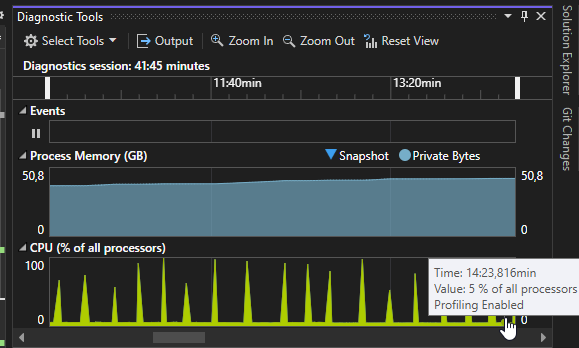 Diagnostic Tools
Select Tools Output Zoom In Zoom Out Reset View
Diagnostics session: 41:45 minutes
11:40min 13:20min
Events
Process Memory (GB) Snapshot Private Bytes
50,8 50,8
0 0
CPU (% of all processors)
100
0 0
Time: 14:23,816min
Value: 5 % of all processors
Profiling Enabled
Solution Explorer
Git Changes